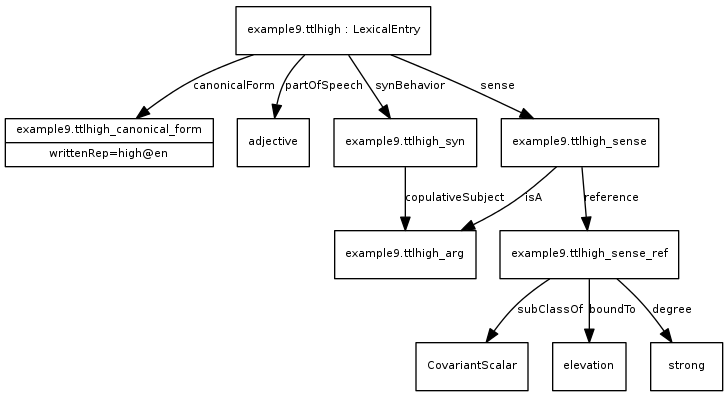 example9.ttlhigh : LexicalEntry
canonicalForm
partOfSpeech
synBehavior
sense
example9.ttlhigh_canonical_form
writtenRep=high@en
adjective
example9.ttlhigh_syn
example9.ttlhigh_sense
copulativeSubject
isA
reference
example9.ttlhigh_arg
example9.ttlhigh_sense_ref
subClassOf
boundTo
degree
CovariantScalar
elevation
strong